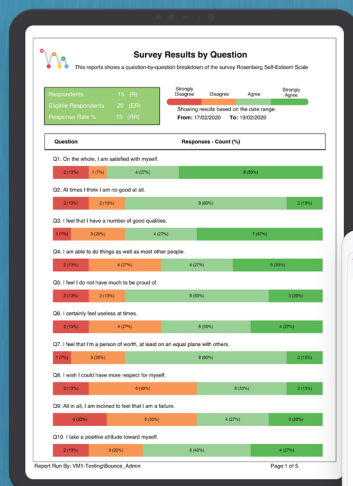 Survey Results by Question
This reports shows a question-by-question breakdown of the survey Rosenberg Self-Esteem Scale
Respondents 15 (R)
Eligible Respondents 20 (ER)
Response Rate % 75 (RR)
Strongly Disagree Disagree Agree Strongly Agree
Showing results based on the date range:
From: 17/02/2020 To: 19/02/2020
Question Responses - Count (%)
Q1. On the whole, I am satisfied with myself.
2 (13%) 1 (7%) 4 (27%) 8 (53%)
Q2. At times I think I am no good at all.
2 (13%) 2 (13%) 9 (60%) 2 (13%)
Q3. I feel that I have a number of good qualities.
1 (7%) 3 (20%) 4 (27%) 7 (47%)
Q4. I am able to do things as well as most other people.
2 (13%) 4 (27%) 4 (27%) 5 (33%)
Q5. I feel I do not have much to be proud of.
2 (13%) 2 (13%) 8 (53%) 3 (20%)
Q6. I certainly feel useless at times.
2 (13%) 4 (27%) 5 (33%) 4 (27%)
Q7. I feel that I'm a person of worth, at least on an equal plane with others.
1 (7%) 3 (20%) 9 (60%) 2 (13%)
Q8. I wish I could have more respect for myself.
2 (13%) 6 (40%) 5 (33%) 2 (13%)
Q9. All in all, I am inclined to feel that I am a failure.
3 (20%) 5 (33%) 4 (27%) 3 (20%)
Q10. I take a positive attitude toward myself.
2 (13%) 3 (20%) 6 (40%) 4 (27%)
Report Run By: VM1-Testing\Bounce_Admin Page:1 of 5